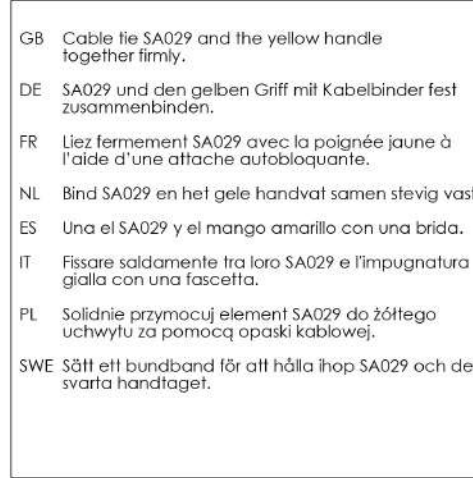 GB Cable tie SA029 and the yellow handle
together firmly.
DE SA029 und den gelben Griff mit Kabelbinder fest
zusammenbinden.
FR Liez fermement SA029 avec la poignée jaune à
l'aide d'une attache autobloquante.
NL Bind SA029 en het gele handvat samen stevig vast
ES Una el SA029 y el mango amarillo con una brida.
IT Fissare saldamente tra loro SA029 e l'impugnatura
gialla con una fascetta.
PL Solidnie przymocuj element SA029 do żółtego
uchwytu za pomocą opaski kablowej.
SWE Sätt ett bundband för att hålla ihop SA029 och de
svarta handtaget.